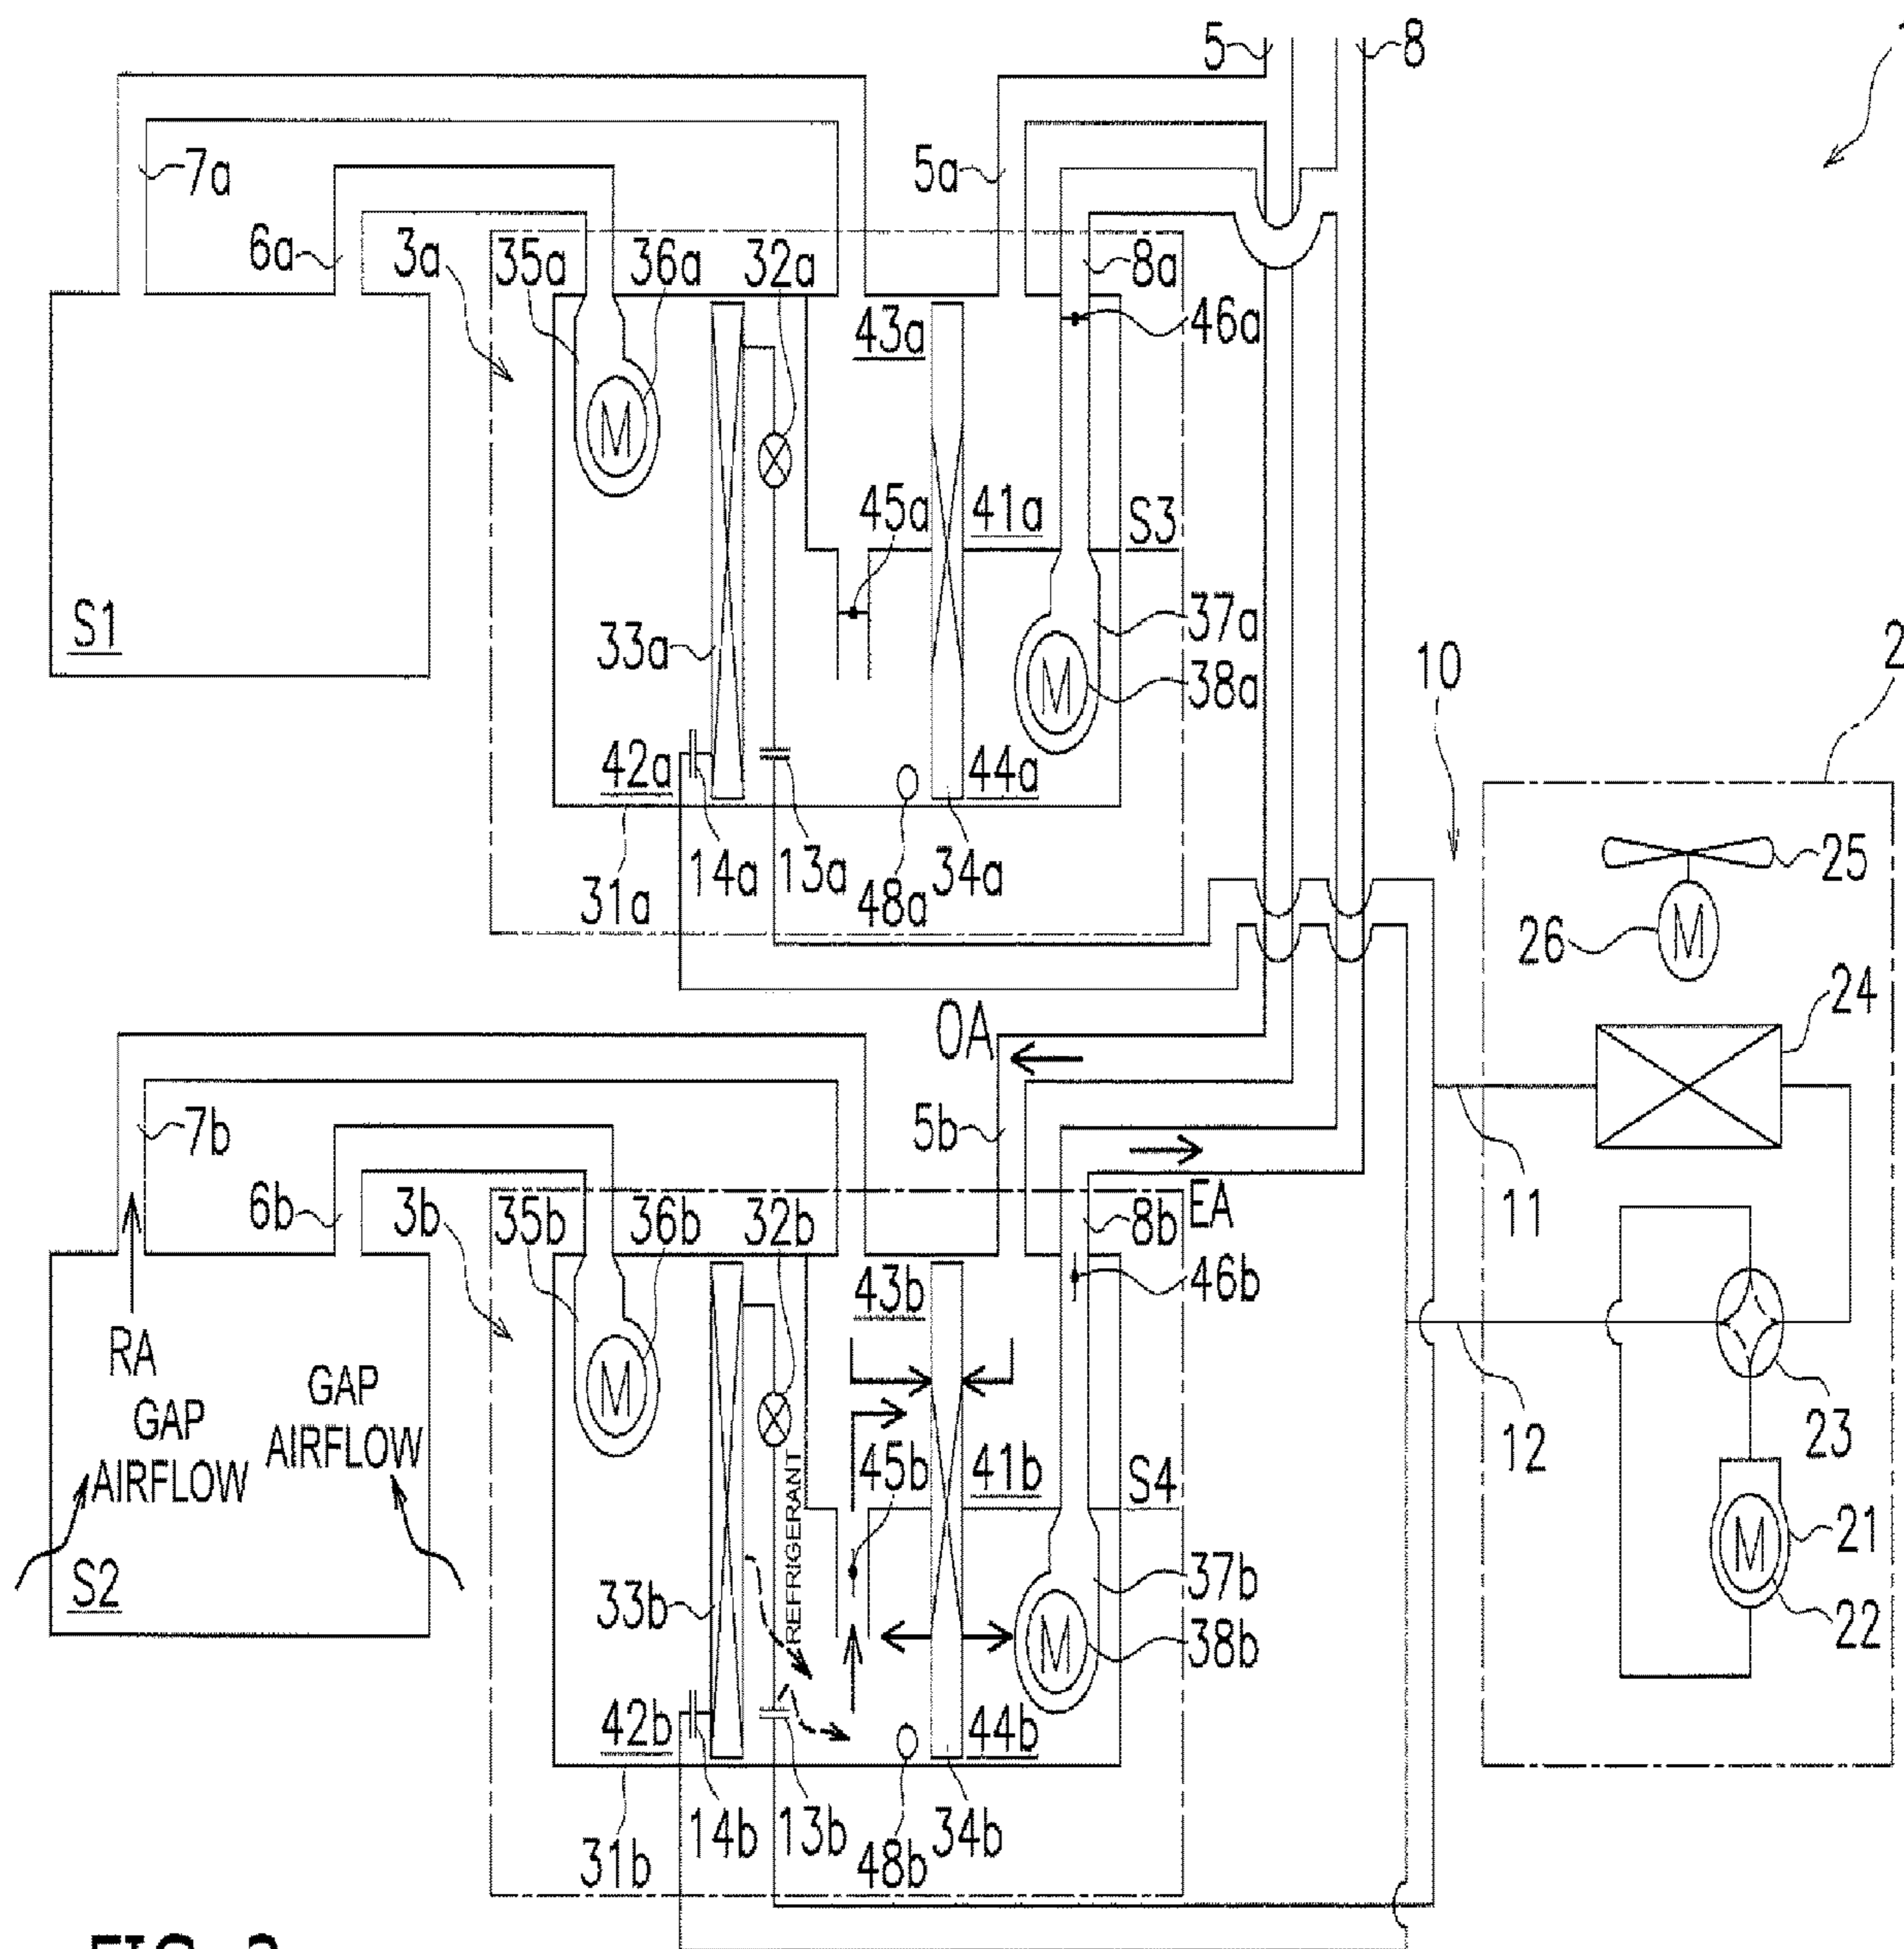 5 8
7a 5a
6a 3a 35a 36a 32a 8a
43a 46a
M
45a 41a S3
S1 33a 37a
M 38a
10 2
42a 44a
14a 13a 34a 25
31a 48a 26 M
24
OA
7b 5b
11
6b 3b 35b 36b 32b 8b EA
43b 46b
RA
M
GAP
AIRFLOW
GAP
AIRFLOW
12 23
45b 41b S4
REFRIGERANT
M 21
S2 33b 37b
22
M 38b
42b 44b
14b 13b 34b
31b 48b